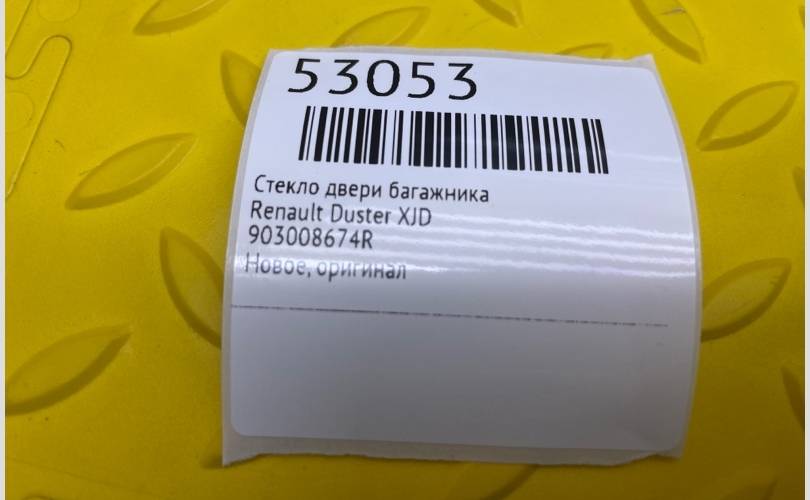 53053
Стекло двери багажника
Renault Duster XJD
903008674R
Новое, оригинал